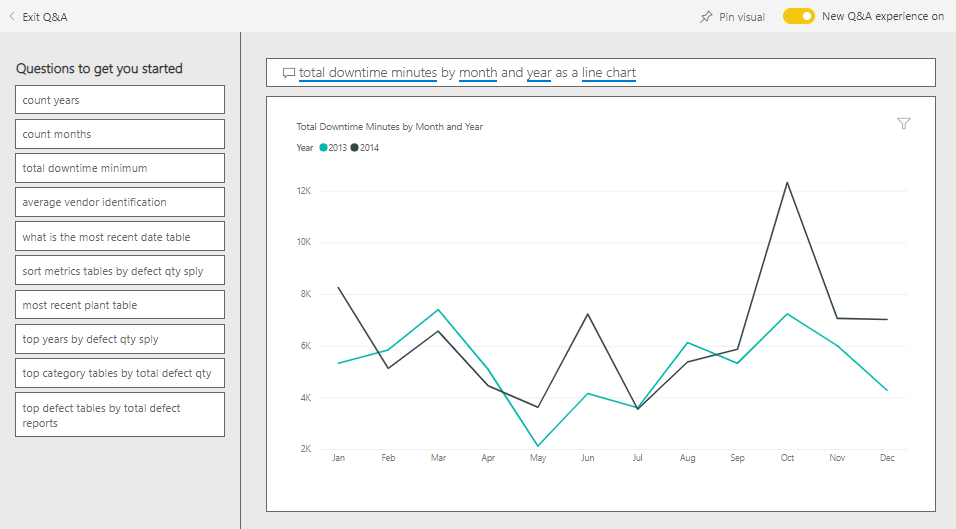 Exit Q&A
Pin visual
New Q&A experience on
Questions to get you started
count years
count months
total downtime minimum
average vendor identification
what is the most recent date table
sort metrics tables by defect qty sply
most recent plant table
top years by defect qty sply
top category tables by total defect qty
top defect tables by total defect
reports
total downtime minutes by month and year as a line chart
Total Downtime Minutes by Month and Year
Year 2013 2014
12K
10K
8K
6K
4K
2K
Jan Feb Mar Apr May Jun Jul Aug Sep Oct Nov Dec